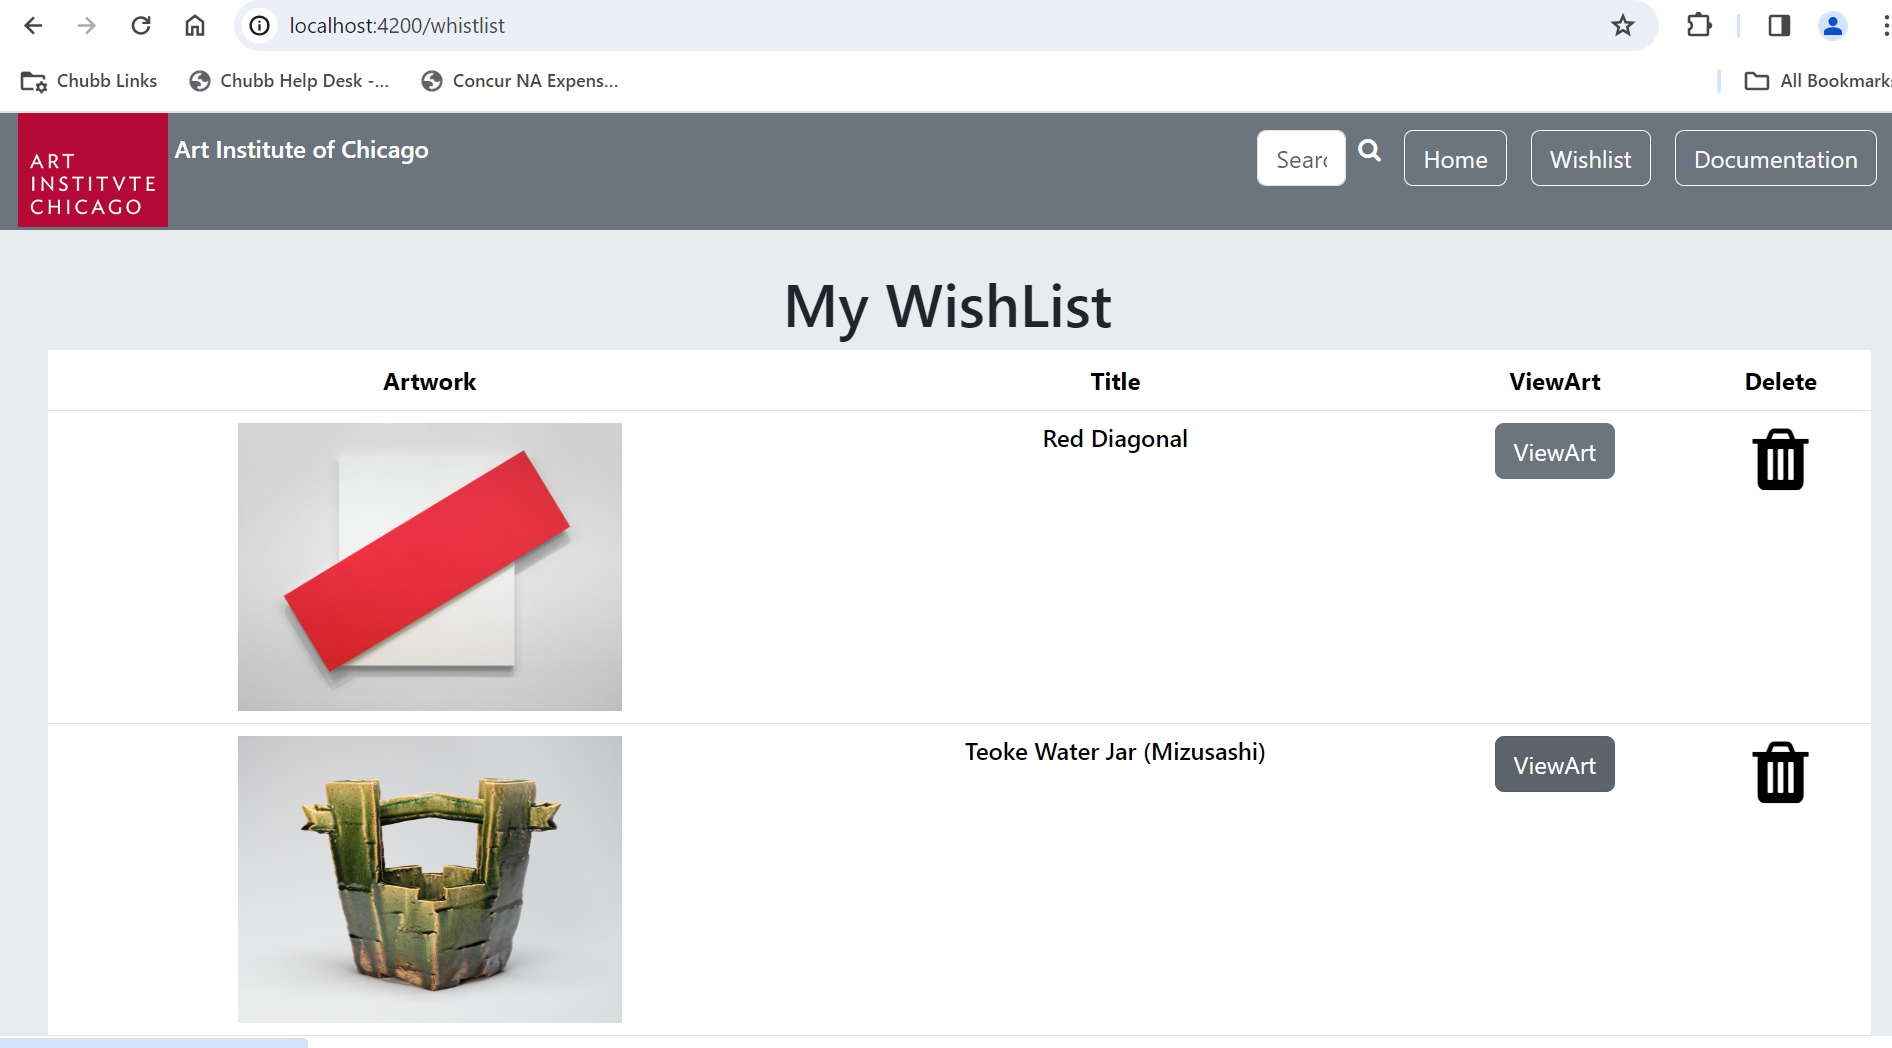 localhost:4200/whistlist
Chubb Links Chubb Help Desk -... Concur NA Expens... All Bookmarks
ART
INSTITVTE
CHICAGO
Art Institute of Chicago
Searc Home Wishlist Documentation
My WishList
Artwork Title ViewArt Delete
Red Diagonal ViewArt
Teoke Water Jar (Mizusashi) ViewArt